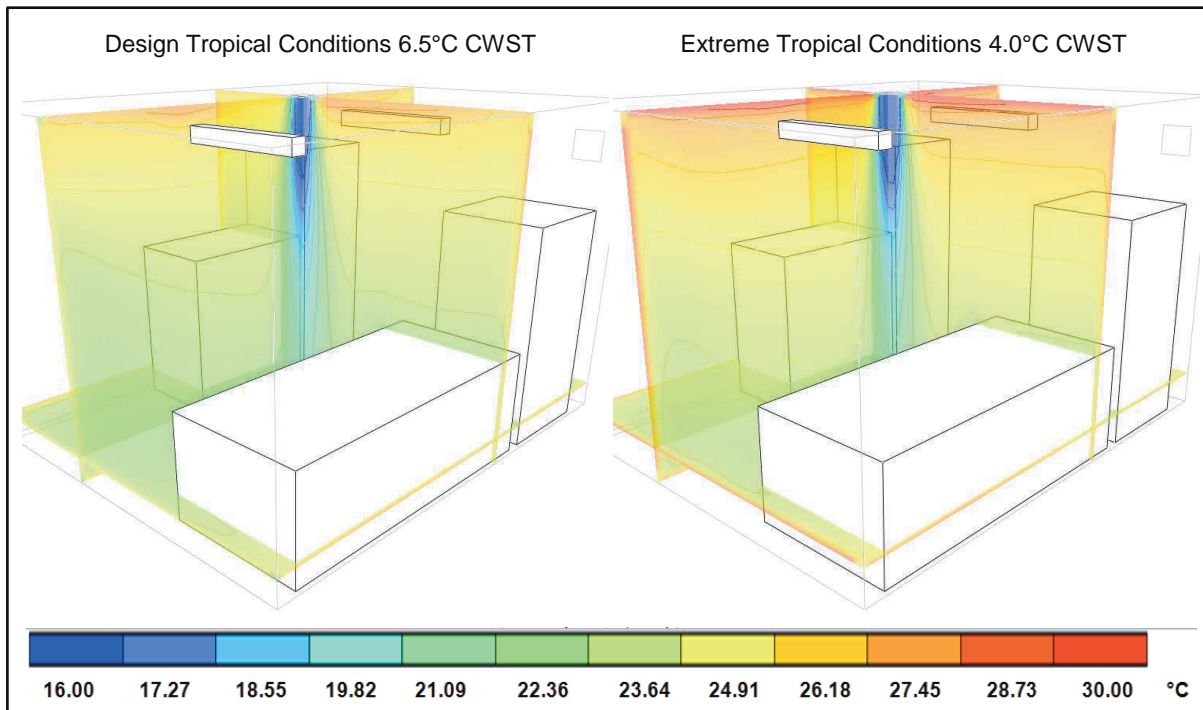 Design Tropical Conditions 6.5°C CWST
Extreme Tropical Conditions 4.0°C CWST
16.00 17.27 18.55 19.82 21.09 22.36 23.64 24.91 26.18 27.45 28.73 30.00 °C